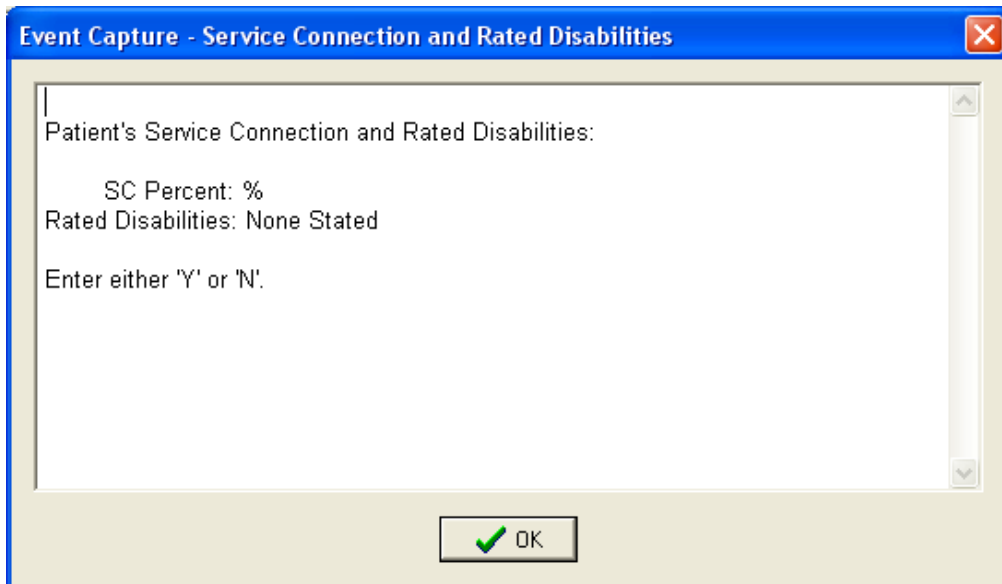 Event Capture - Service Connection and Rated Disabilities
Patient's Service Connection and Rated Disabilities:
SC Percent: %
Rated Disabilities: None Stated
Enter either 'Y' or 'N'.
OK